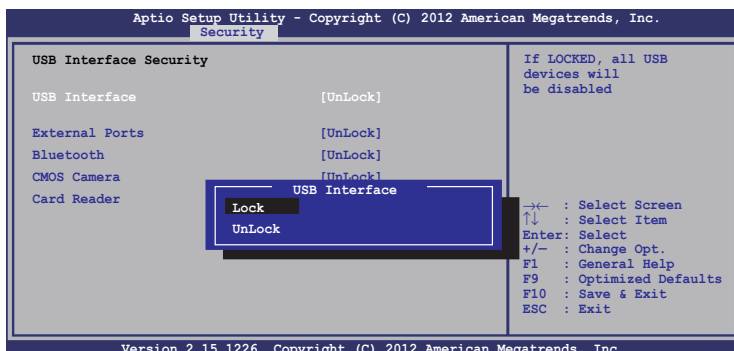 Aptio Setup Utility - Copyright (C) 2012 American Megatrends, Inc.
Security
USB Interface Security
USB Interface [UnLock]
External Ports [UnLock]
Bluetooth [UnLock]
CMOS Camera [UnLock]
Card Reader
USB Interface
Lock
UnLock
If LOCKED, all USB
devices will
be disabled
→← : Select Screen
↑↓ : Select Item
Enter: Select
+/— : Change Opt.
F1 : General Help
F9 : Optimized Defaults
F10 : Save & Exit
ESC : Exit
Version 2.15.1226. Copyright (C) 2012 American Megatrends, Inc.